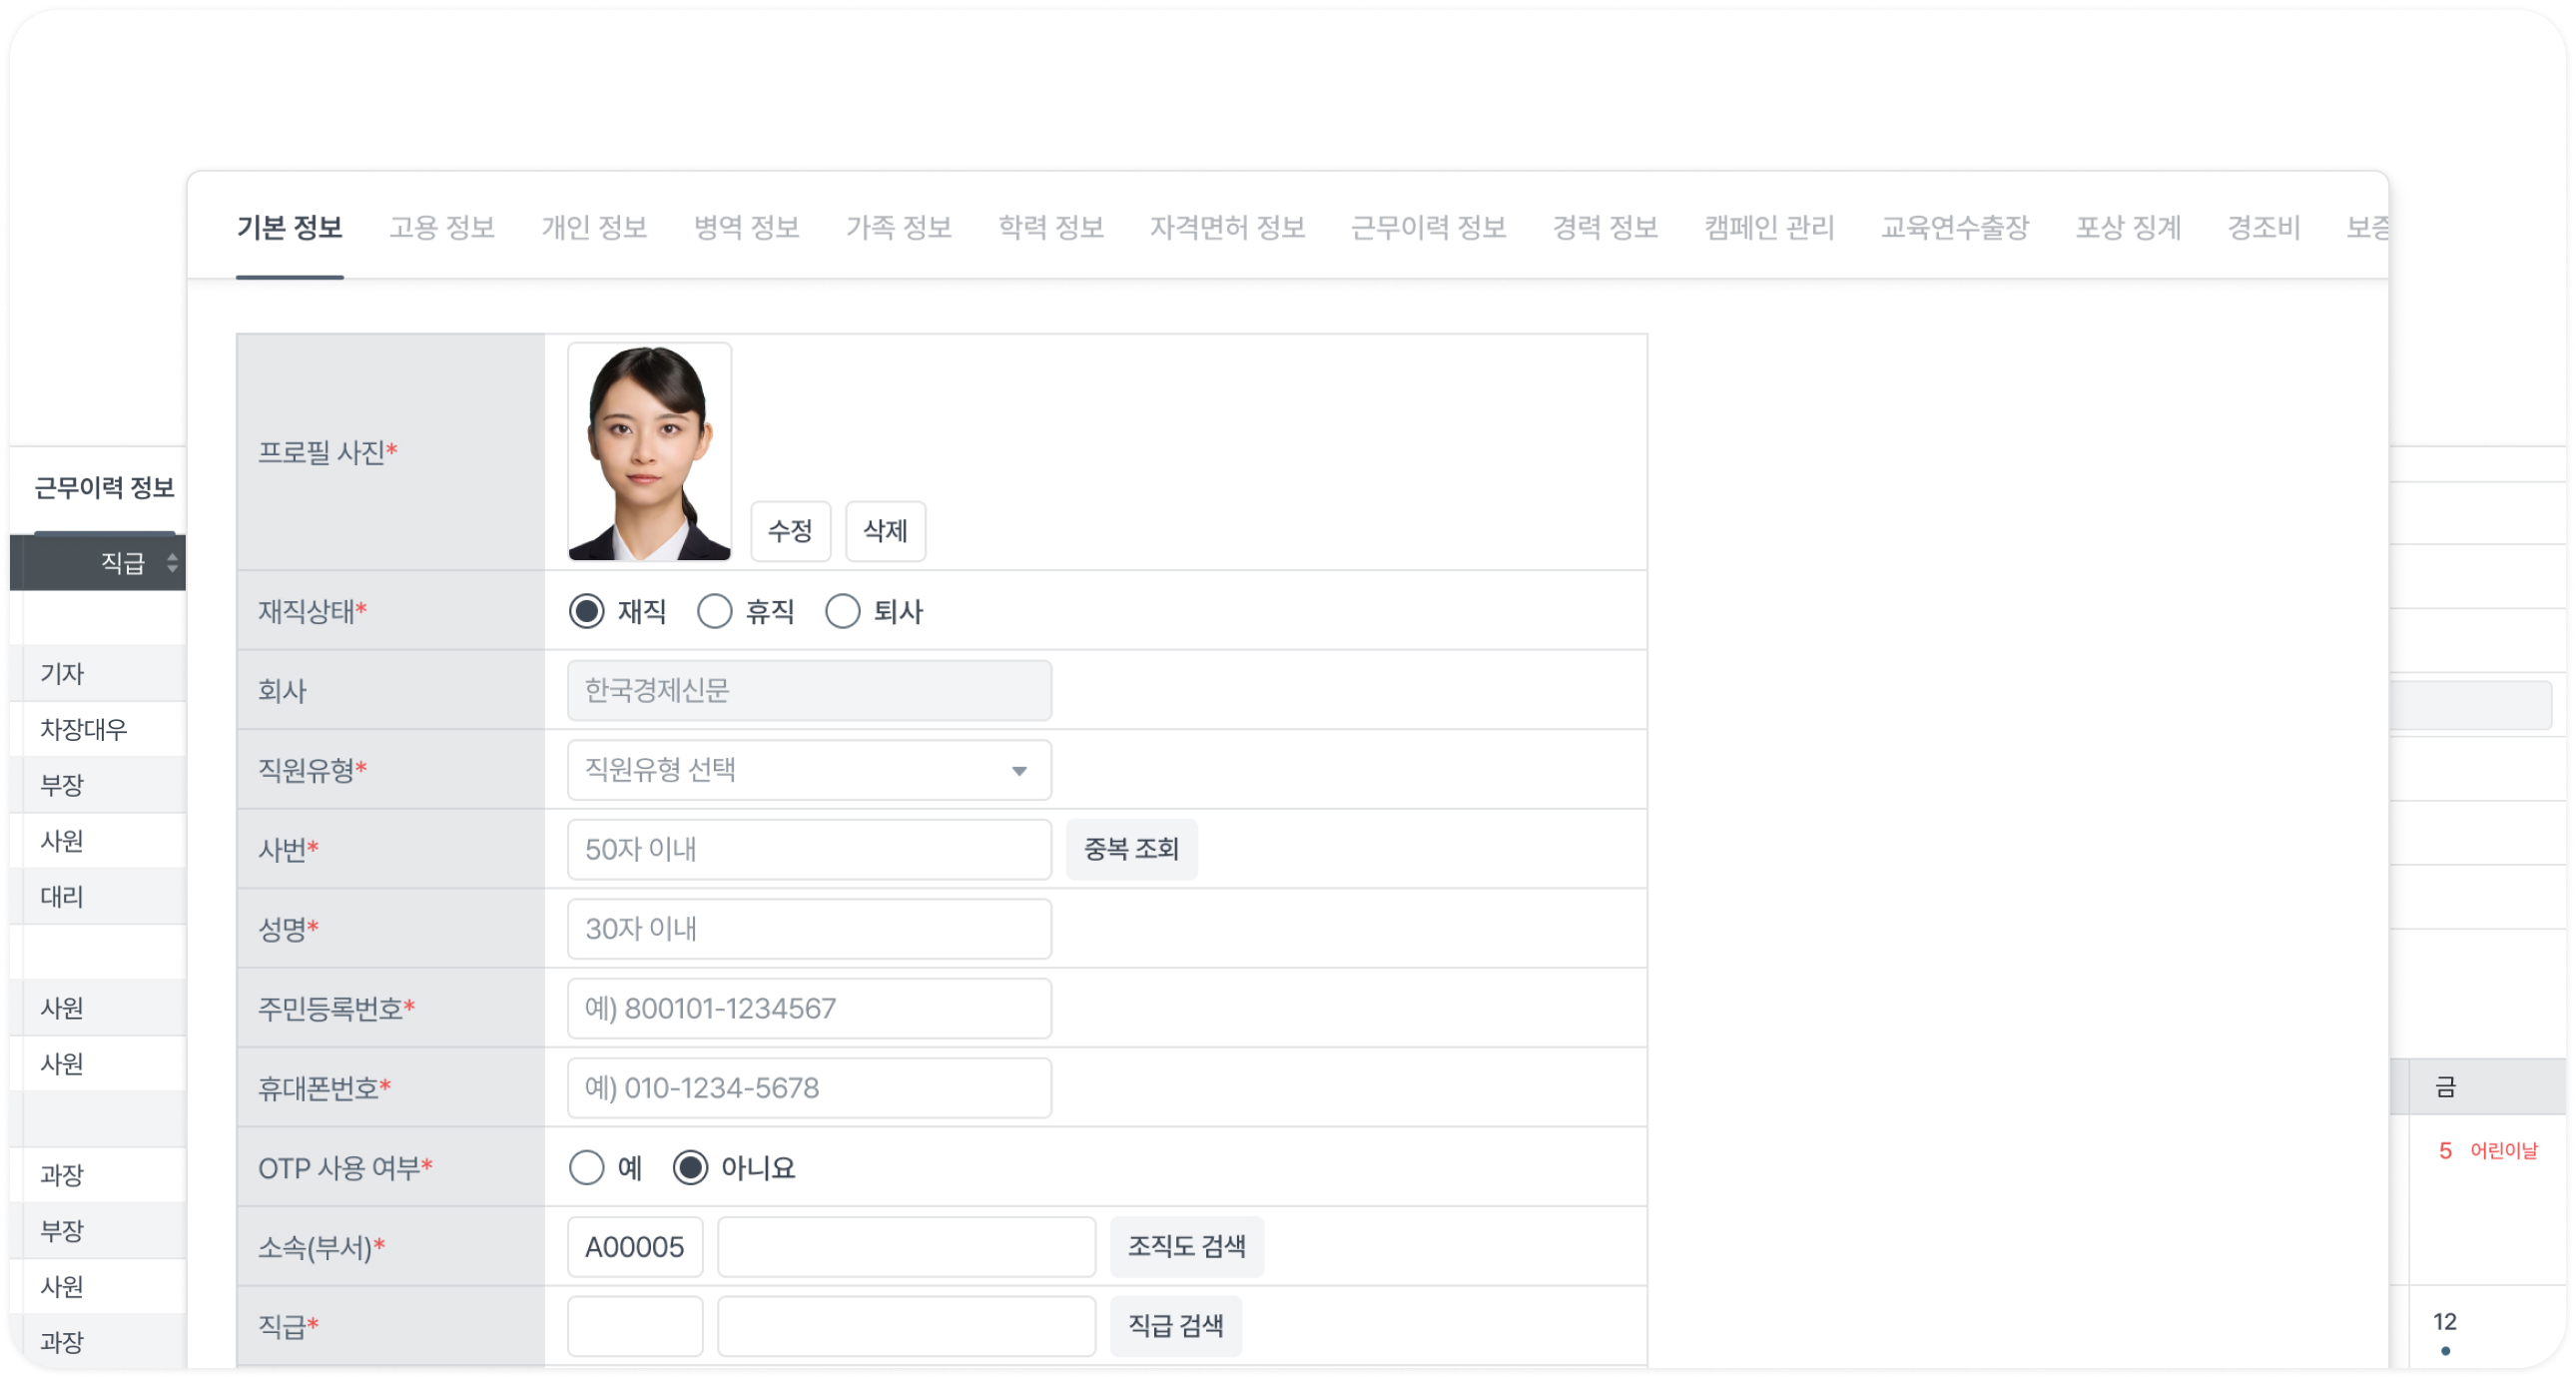 기본 정보 고용 정보 개인 정보 병역 정보 가족 정보 학력 정보 자격면허 정보 근무이력 정보 경력 정보 캠페인 관리 교육연수출장 포상 징계 경조비 보증
프로필 사진*
수정 삭제
재직상태* 재직 휴직 퇴사
회사 한국경제신문
직원유형* 직원유형 선택
사번* 50자 이내 중복 조회
성명* 30자 이내
주민등록번호* 예) 800101-1234567
휴대폰번호* 예) 010-1234-5678
OTP 사용 여부* 예 아니요
소속(부서)* A00005 조직도 검색
직급* 직급 검색
근무이력 정보
직급
기자
차장대우
부장
사원
대리
사원
사원
과장
부장
사원
과장
금
5 어린이날
12